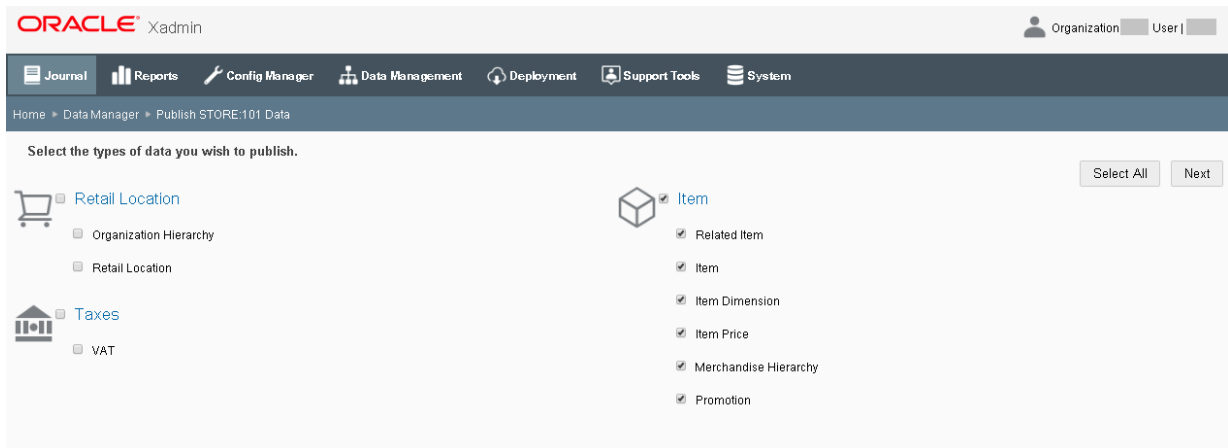 ORACLE® Xadmin
Organization User |
Journal Reports Config Manager Data Management Deployment Support Tools System
Home ▸ Data Manager ▸ Publish STORE:101 Data
Select the types of data you wish to publish.
Select All Next
Retail Location
Organization Hierarchy
Retail Location
Taxes
VAT
Item
Related Item
Item
Item Dimension
Item Price
Merchandise Hierarchy
Promotion